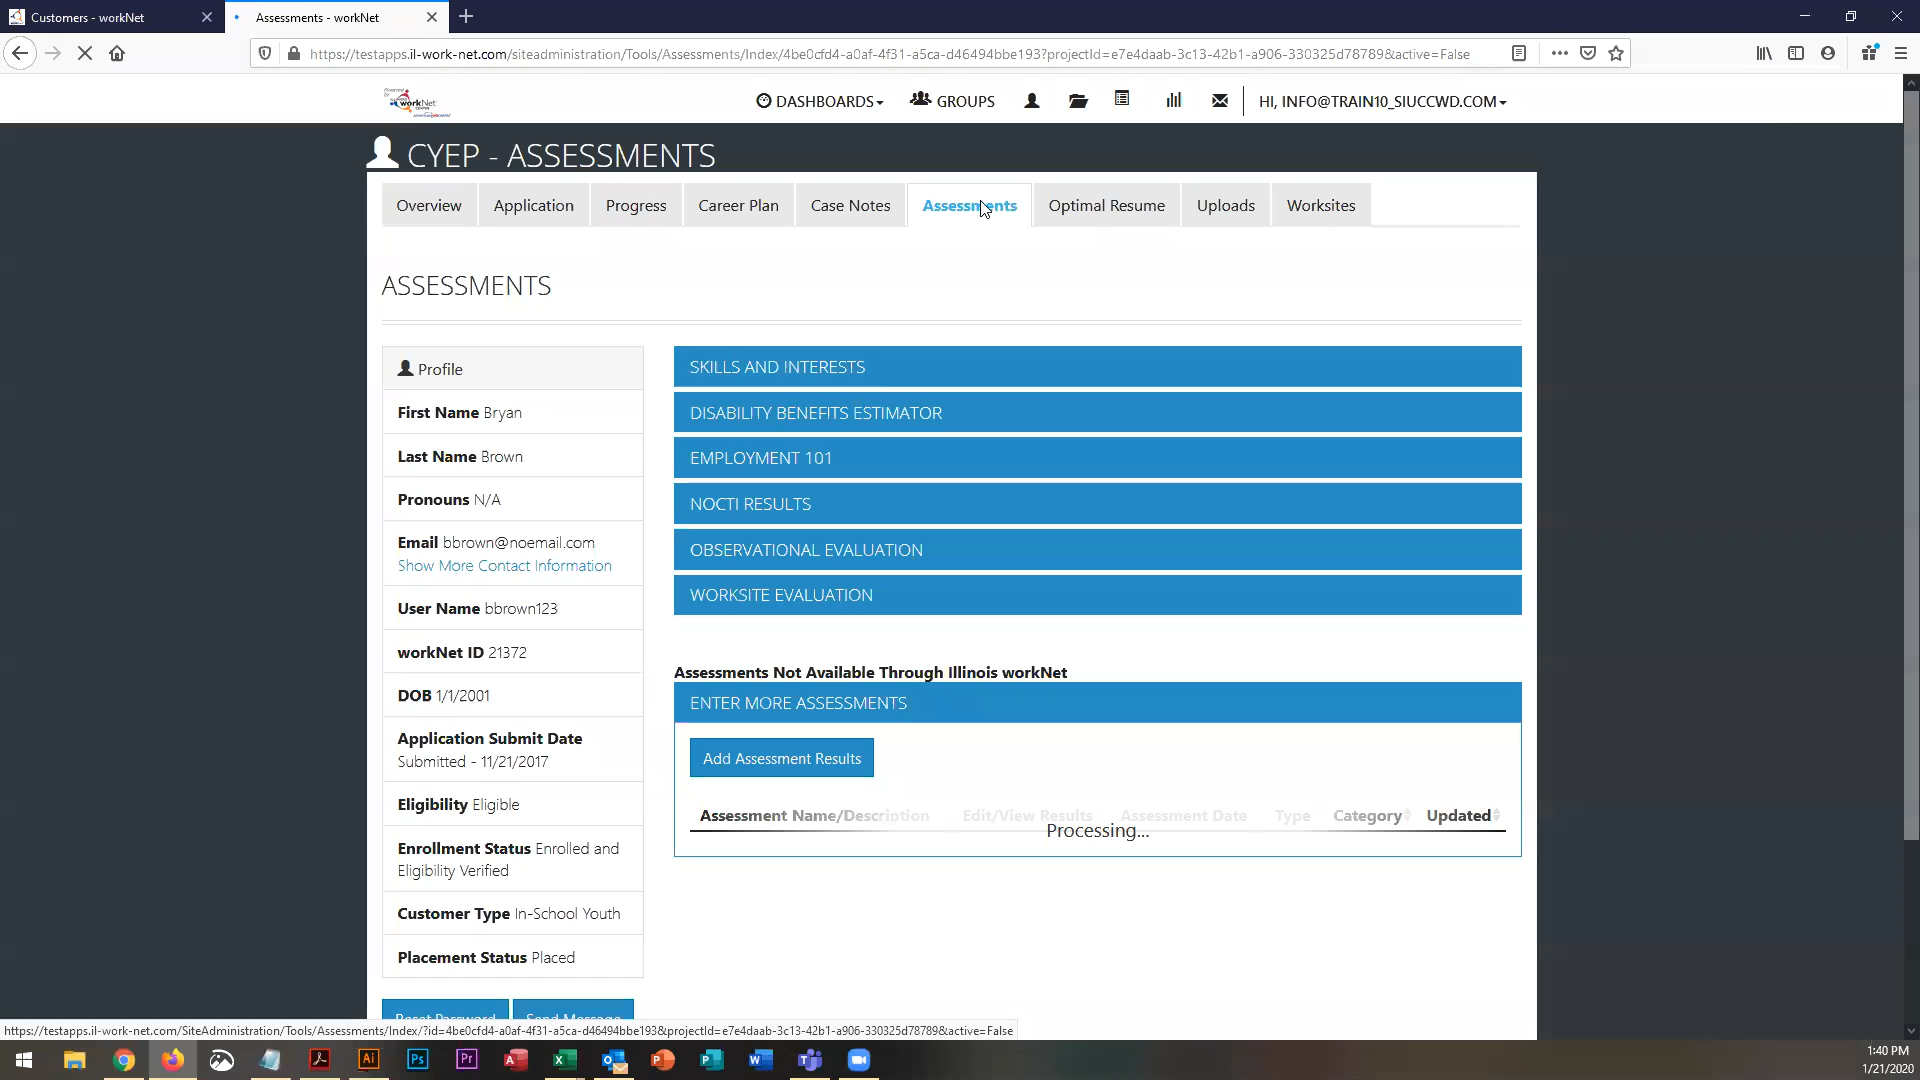 Customers - workNet
Assessments - workNet
https://testapps.il-work-net.com/siteadministration/Tools/Assessments/Index/4be0cfd4-a0af-4f31-a5ca-d46494bbe193?projectId=e7e4daab-3c13-42b1-a906-330325d78789&active=False
workNet DASHBOARDS GROUPS HI, INFO@TRAIN10_SIUCCWD.COM
CYEP - ASSESSMENTS
Overview Application Progress Career Plan Case Notes Assessments Optimal Resume Uploads Worksites
ASSESSMENTS
Profile
First Name Bryan
Last Name Brown
Pronouns N/A
Email bbrown@noemail.com
Show More Contact Information
User Name bbrown123
workNet ID 21372
DOB 1/1/2001
Application Submit Date
Submitted - 11/21/2017
Eligibility Eligible
Enrollment Status Enrolled and
Eligibility Verified
Customer Type In-School Youth
Placement Status Placed
Reset Password Send Message
SKILLS AND INTERESTS
DISABILITY BENEFITS ESTIMATOR
EMPLOYMENT 101
NOCTI RESULTS
OBSERVATIONAL EVALUATION
WORKSITE EVALUATION
Assessments Not Available Through Illinois workNet
ENTER MORE ASSESSMENTS
Add Assessment Results
Assessment Name/Description Edit/View Results Assessment Date Type Category Updated
Processing...
https://testapps.il-work-net.com/SiteAdministration/Tools/Assessments/Index/?id=4be0cfd4-a0af-4f31-a5ca-d46494bbe193&projectId=e7e4daab-3c13-42b1-a906-330325d78789&active=False
1:40 PM
1/21/2020